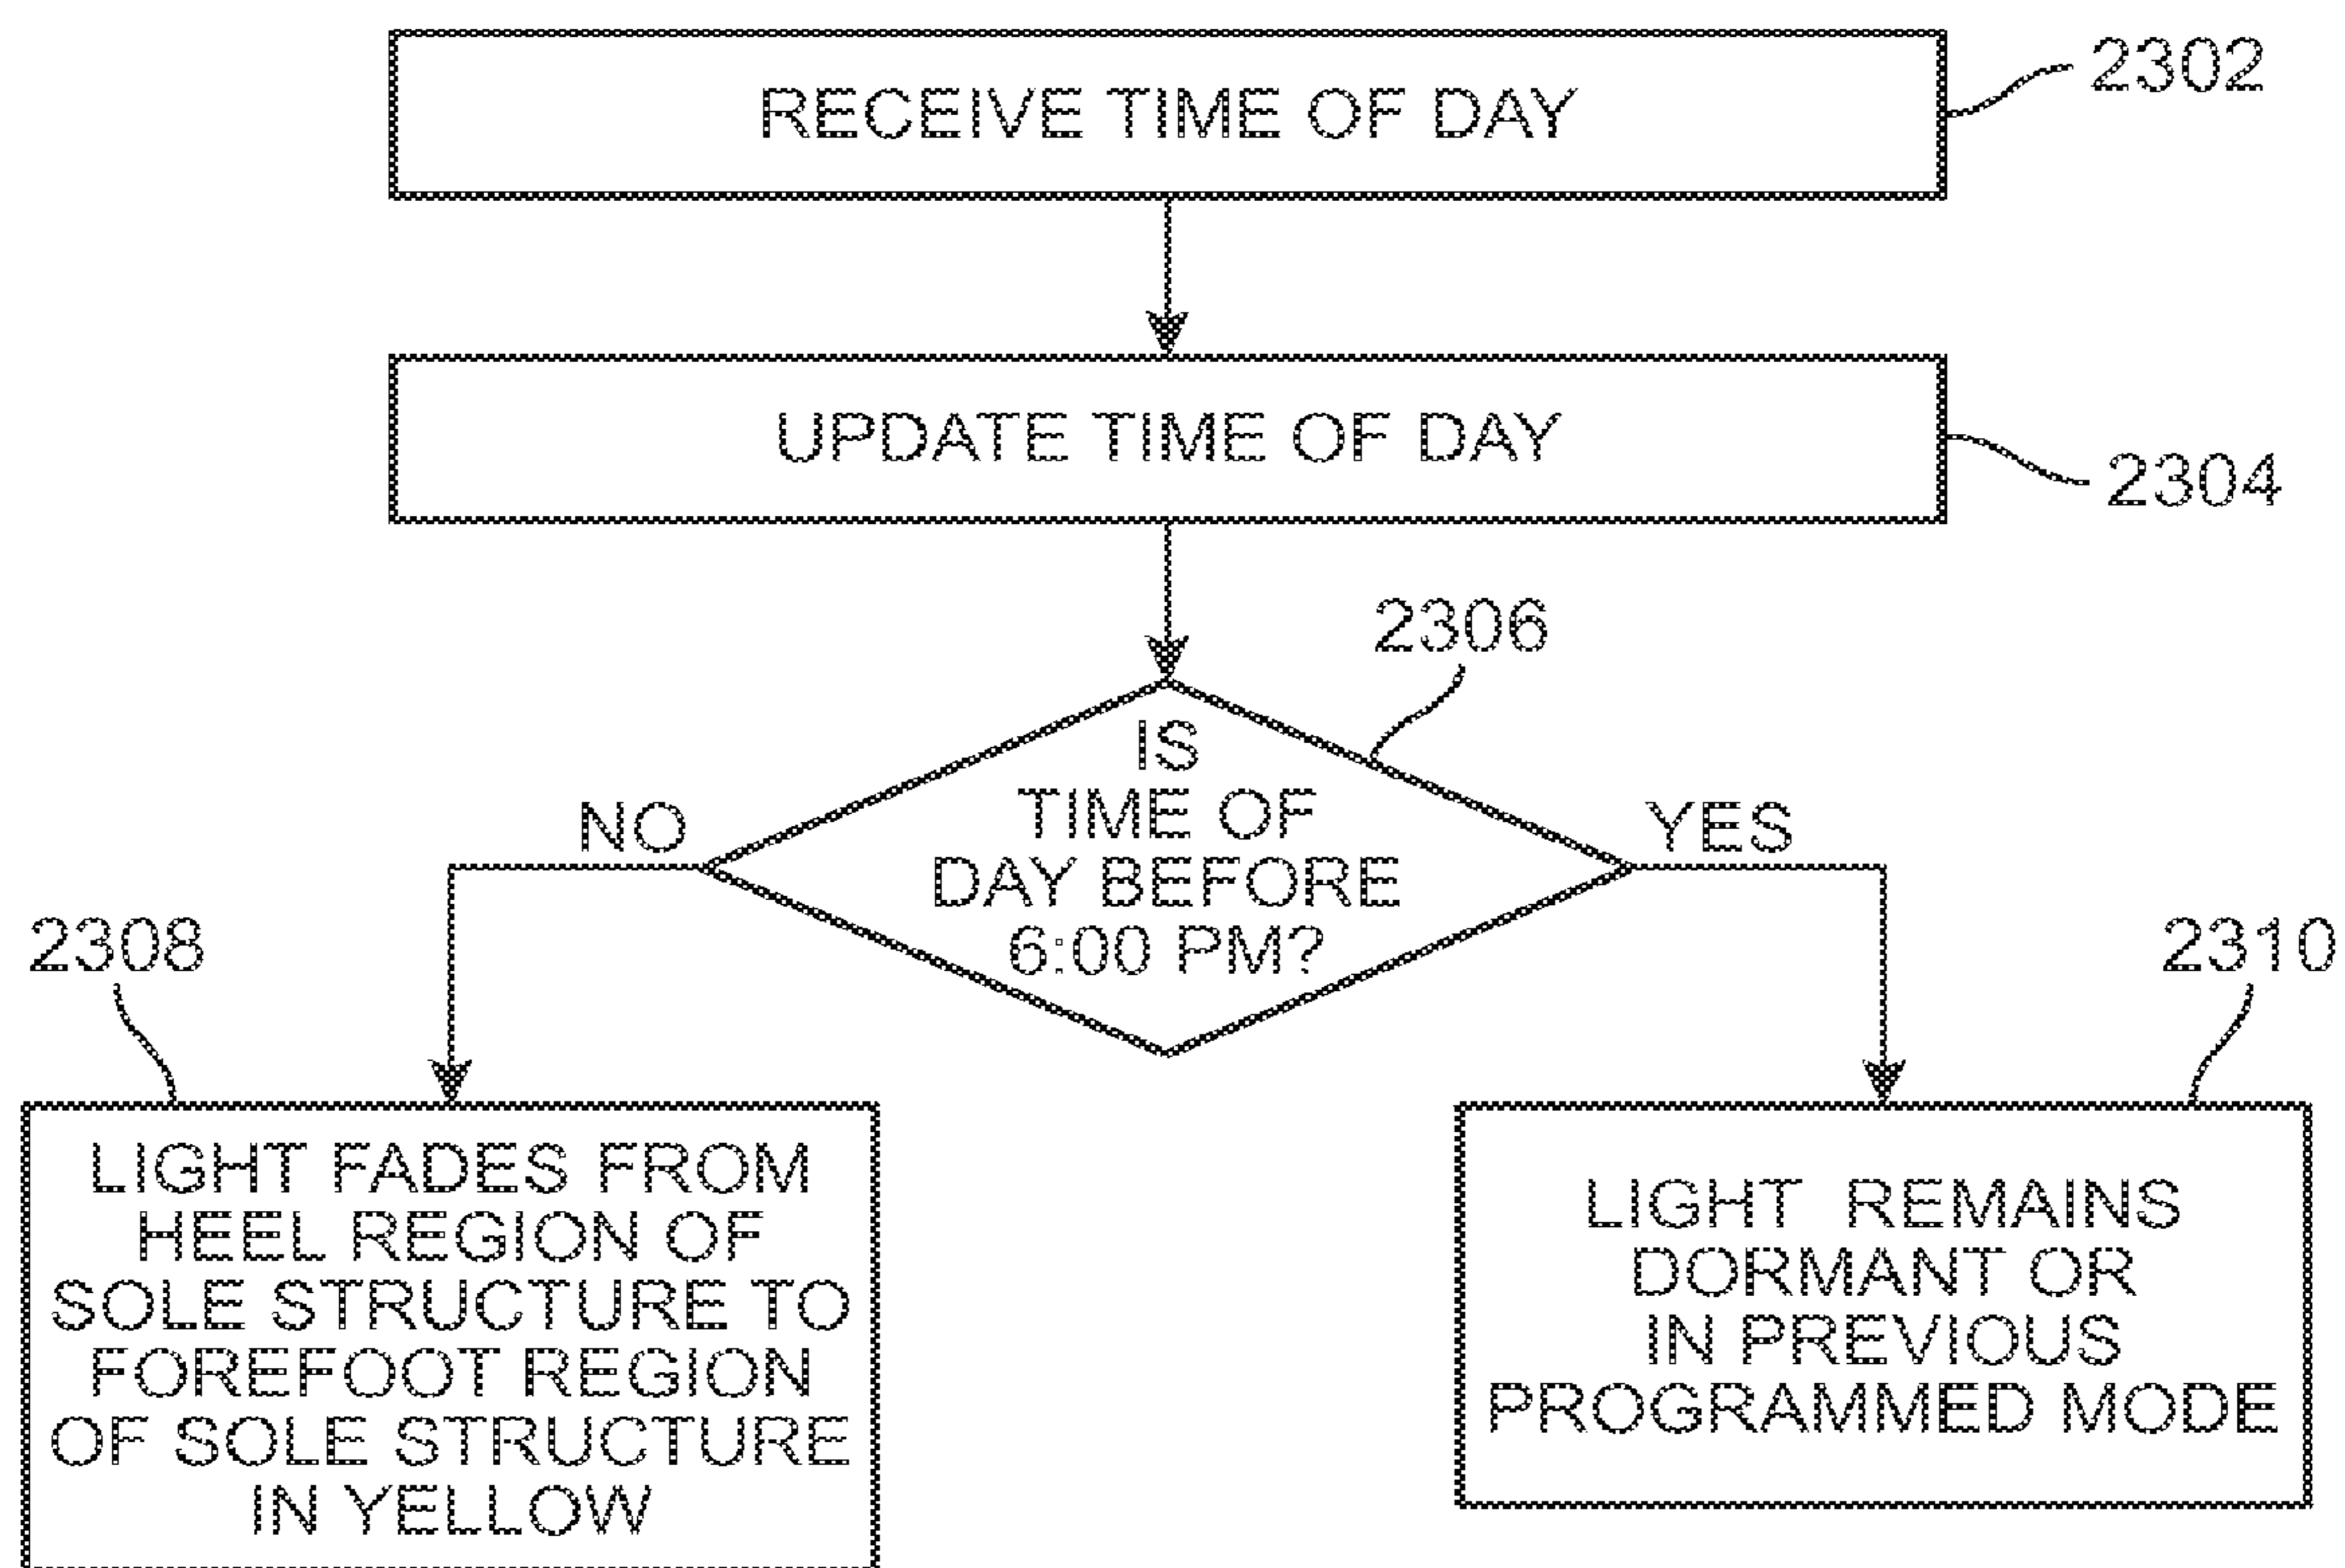 RECEIVE TIME OF DAY
2302
UPDATE TIME OF DAY
2304
2306
IS
TIME OF
DAY BEFORE
6:00 PM?
NO
YES
2308
LIGHT FADES FROM
HEEL REGION OF
SOLE STRUCTURE TO
FOREFOOT REGION
OF SOLE STRUCTURE
IN YELLOW
2310
LIGHT REMAINS
DORMANT OR
IN PREVIOUS
PROGRAMMED MODE